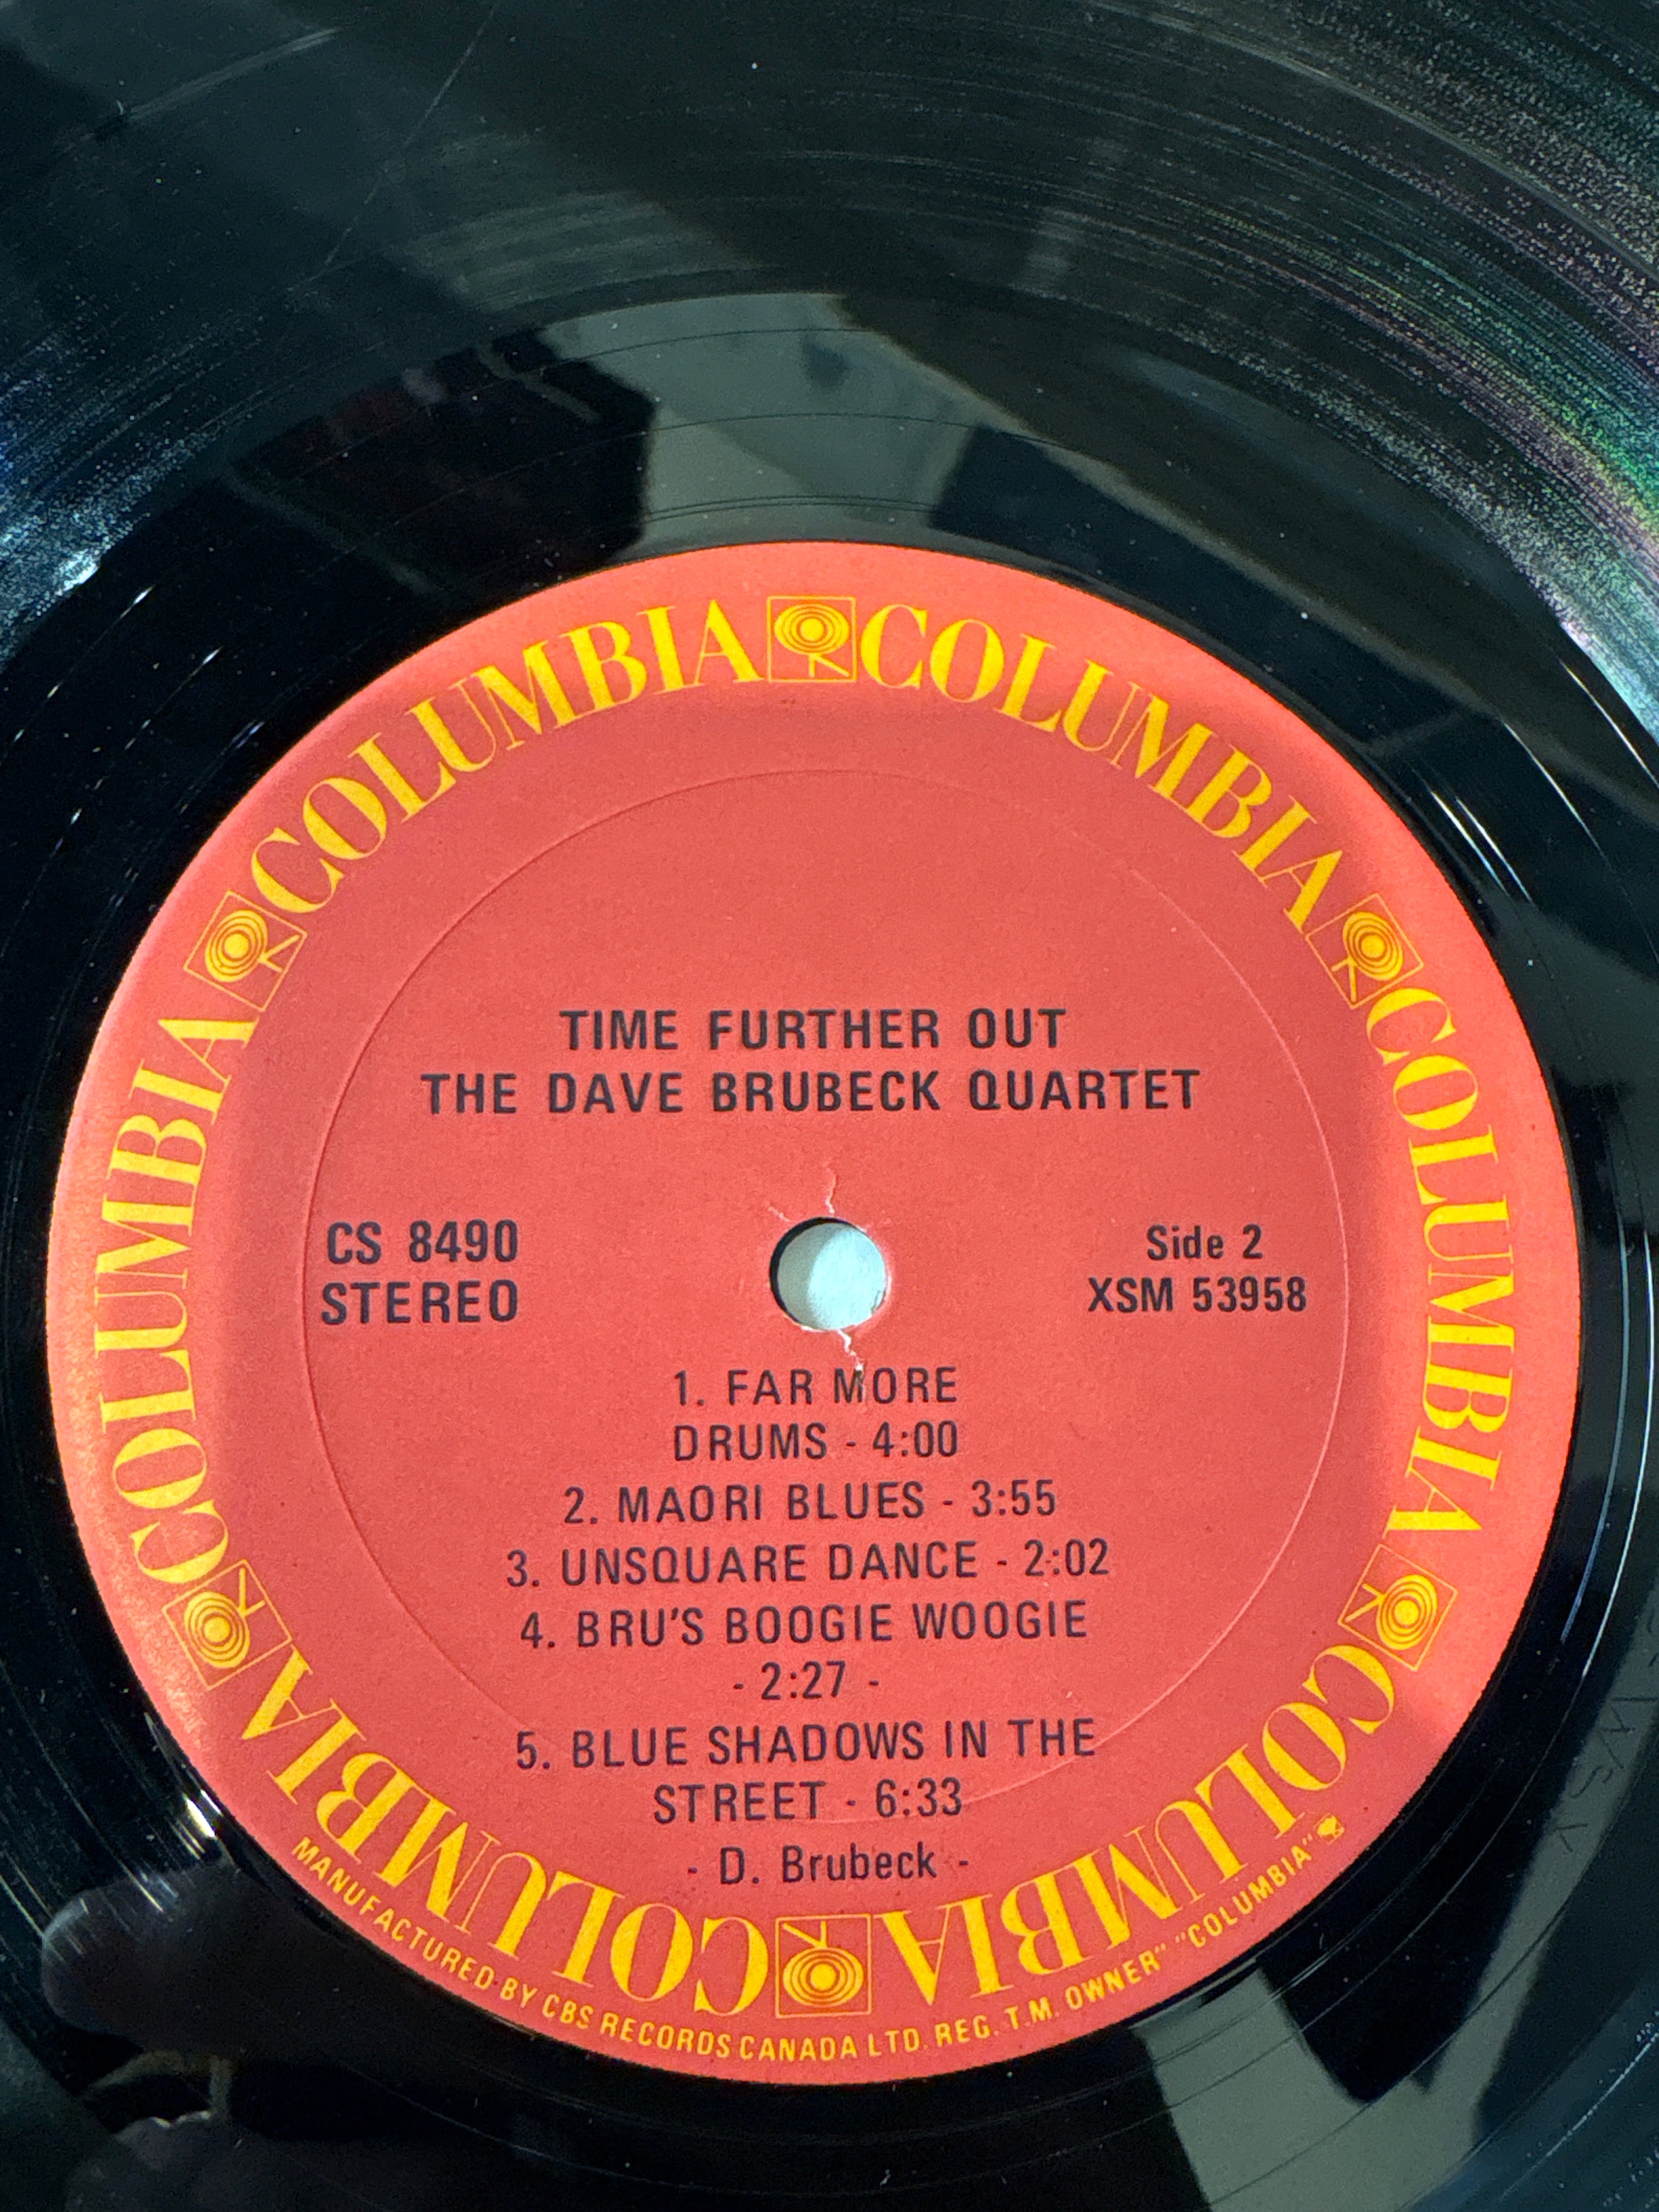 COLUMBIA COLUMBIA COLUMBIA COLUMBIA COLUMBIA COLUMBIA
TIME FURTHER OUT
THE DAVE BRUBECK QUARTET
CS 8490
STEREO
Side 2
XSM 53958
1. FAR MORE
DRUMS - 4:00
2. MAORI BLUES - 3:55
3. UNSQUARE DANCE - 2:02
4. BRU'S BOOGIE WOOGIE
- 2:27 -
5. BLUE SHADOWS IN THE
STREET - 6:33
- D. Brubeck -
MANUFACTURED BY CBS RECORDS CANADA LTD. REG. T.M. OWNER" "COLUMBIA"